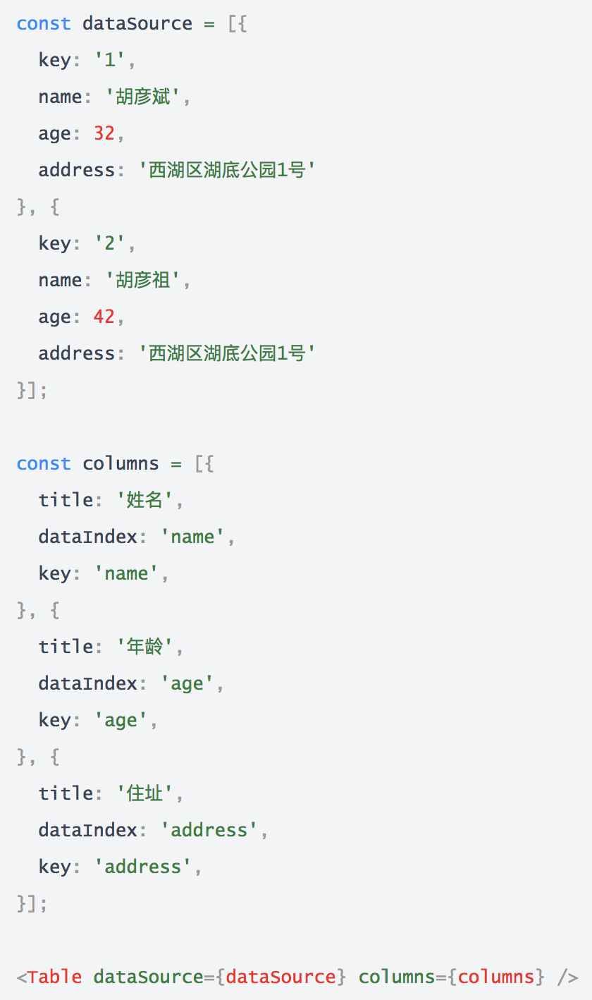 const dataSource = [{
  key: '1',
  name: '胡彦斌',
  age: 32,
  address: '西湖区湖底公园1号'
}, {
  key: '2',
  name: '胡彦祖',
  age: 42,
  address: '西湖区湖底公园1号'
}];

const columns = [{
  title: '姓名',
  dataIndex: 'name',
  key: 'name',
}, {
  title: '年龄',
  dataIndex: 'age',
  key: 'age',
}, {
  title: '住址',
  dataIndex: 'address',
  key: 'address',
}];

<Table dataSource={dataSource} columns={columns} />